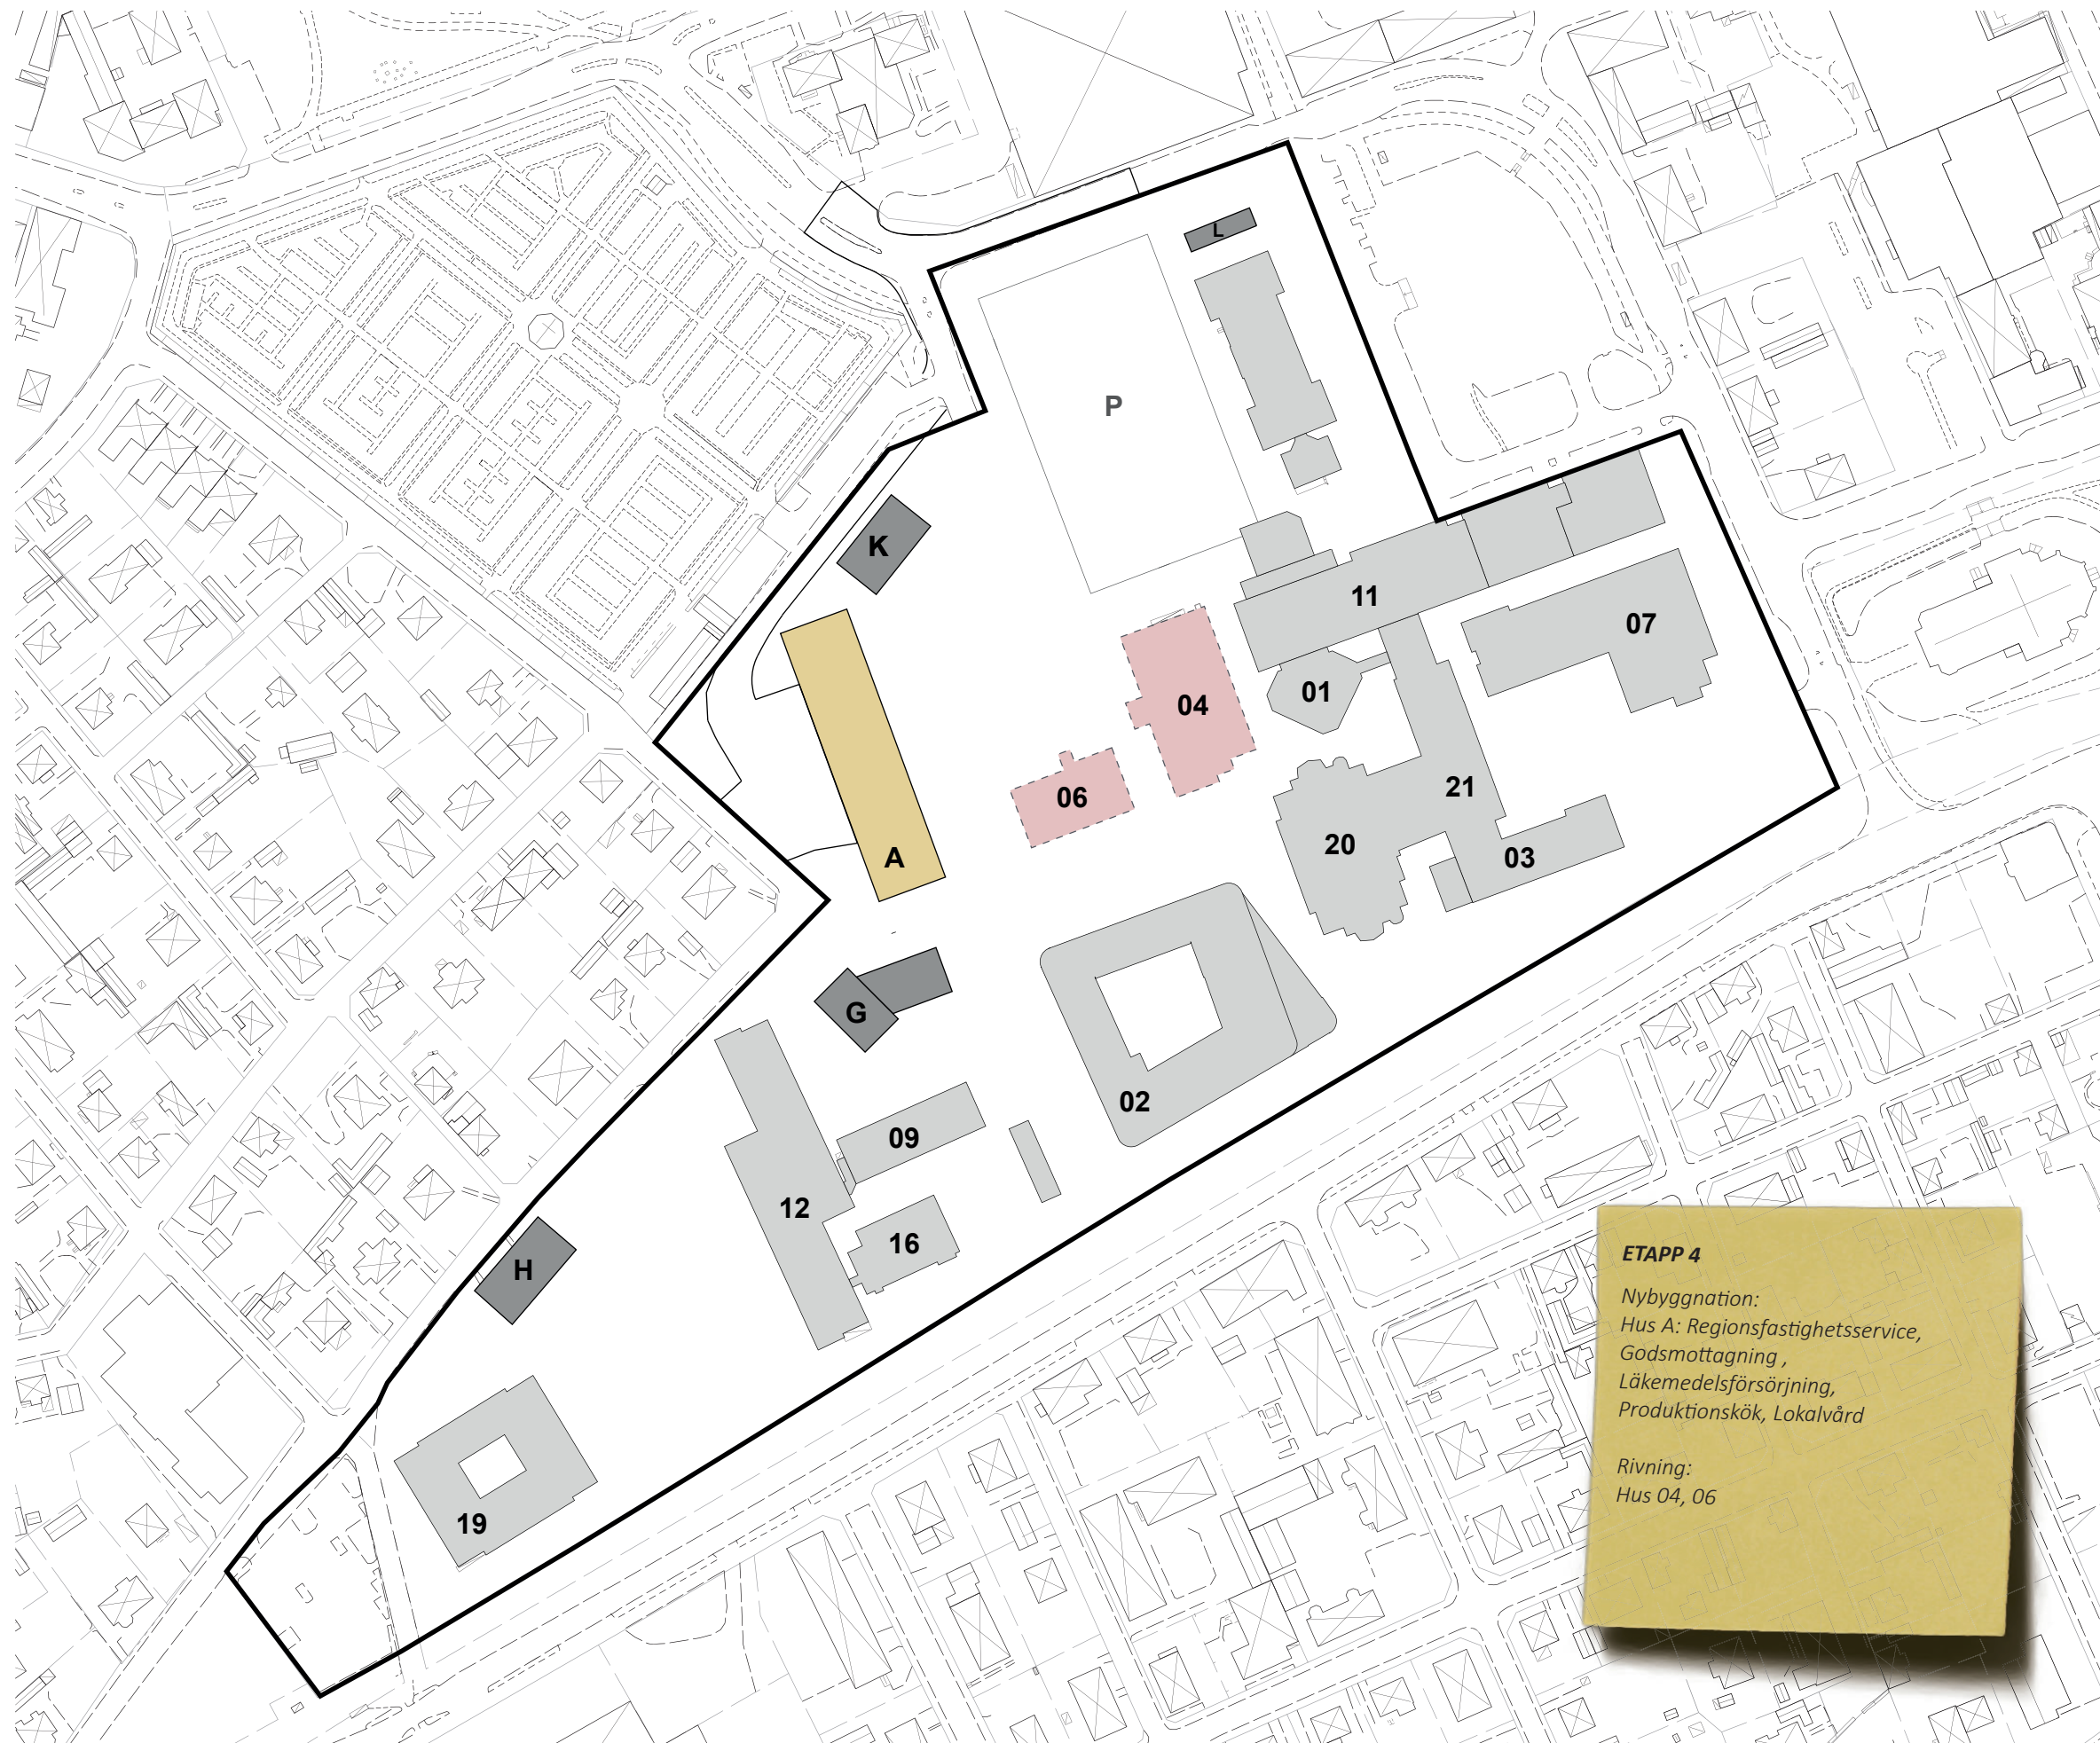 L
P
K
11
07
01
04
06
21
A
20
03
G
02
09
12
16
H
19
ETAPP 4
Nybyggnation:
Hus A: Regionsfastighetsservice,
Godsmottagning ,
Läkemedelsförsörjning,
Produktionskök, Lokalvård
Rivning:
Hus 04, 06